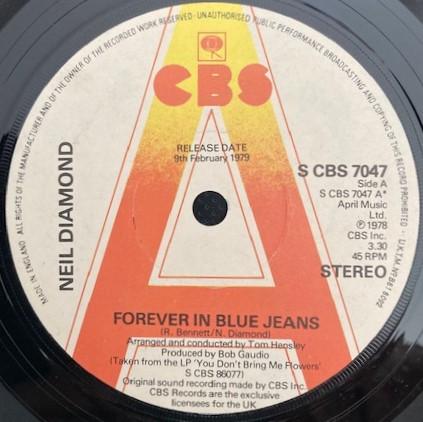 ALL RIGHTS OF THE MANUFACTURER AND OF THE OWNER OF THE RECORDED WORK RESERVED · UNAUTHORISED PUBLIC PERFORMANCE BROADCASTING AND COPYING OF THIS RECORD PROHIBITED · U.K.T.M. Nº B618092
MADE IN ENGLAND
CBS
RELEASE DATE
9th February 1979
NEIL DIAMOND
S CBS 7047
Side A
S CBS 7047 A*
April Music
Ltd.
℗ 1978
CBS Inc.
3.30
45 RPM
STEREO
FOREVER IN BLUE JEANS
(R. Bennett/N. Diamond)
Arranged and conducted by Tom Hensley
Produced by Bob Gaudio
(Taken from the LP 'You Don't Bring Me Flowers'
S CBS 86077)
Original sound recording made by CBS Inc.
CBS Records are the exclusive
licensees for the UK